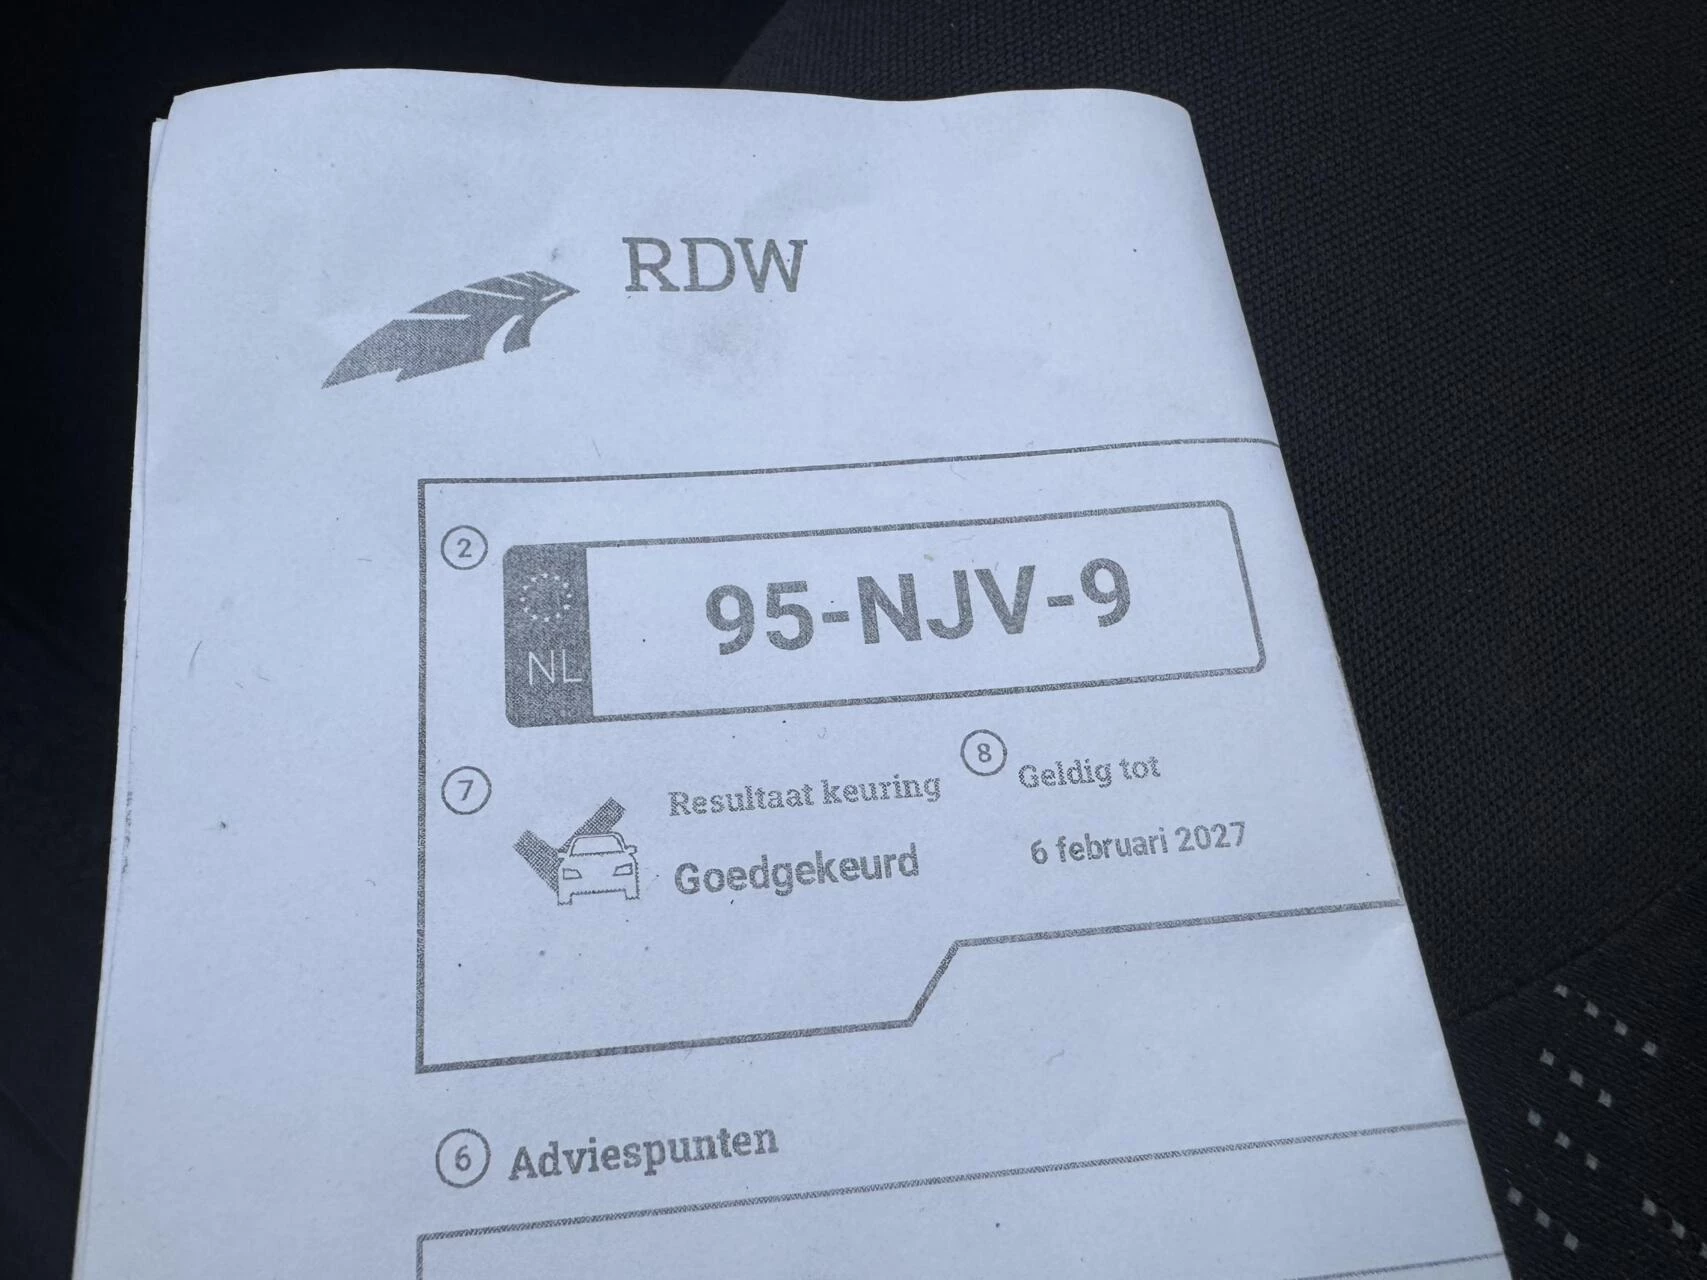 RDW
2
NL 95-NJV-9
7 Resultaat keuring
Goedgekeurd
8 Geldig tot
6 februari 2027
6 Adviespunten